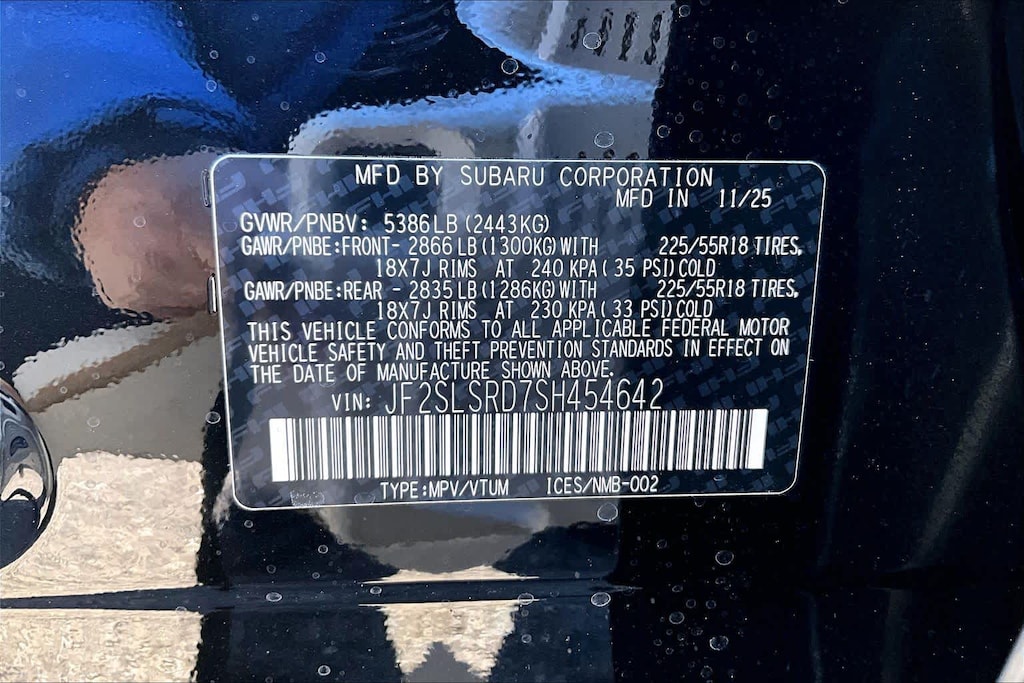 MFD BY SUBARU CORPORATION
MFD IN 11/25
GVWR/PNBV: 5386LB (2443KG)
GAWR/PNBE:FRONT- 2866 LB (1300KG) WITH 225/55R18 TIRES,
18X7J RIMS AT 240 KPA ( 35 PSI) COLD
GAWR/PNBE:REAR - 2835 LB (1286KG) WITH 225/55R18 TIRES,
18X7J RIMS AT 230 KPA ( 33 PSI) COLD
THIS VEHICLE CONFORMS TO ALL APPLICABLE FEDERAL MOTOR
VEHICLE SAFETY AND THEFT PREVENTION STANDARDS IN EFFECT ON
THE DATE OF MANUFACTURE SHOWN ABOVE.
VIN: JF2SLSRD7SH454642
TYPE:MPV/VTUM ICES/NMB-002